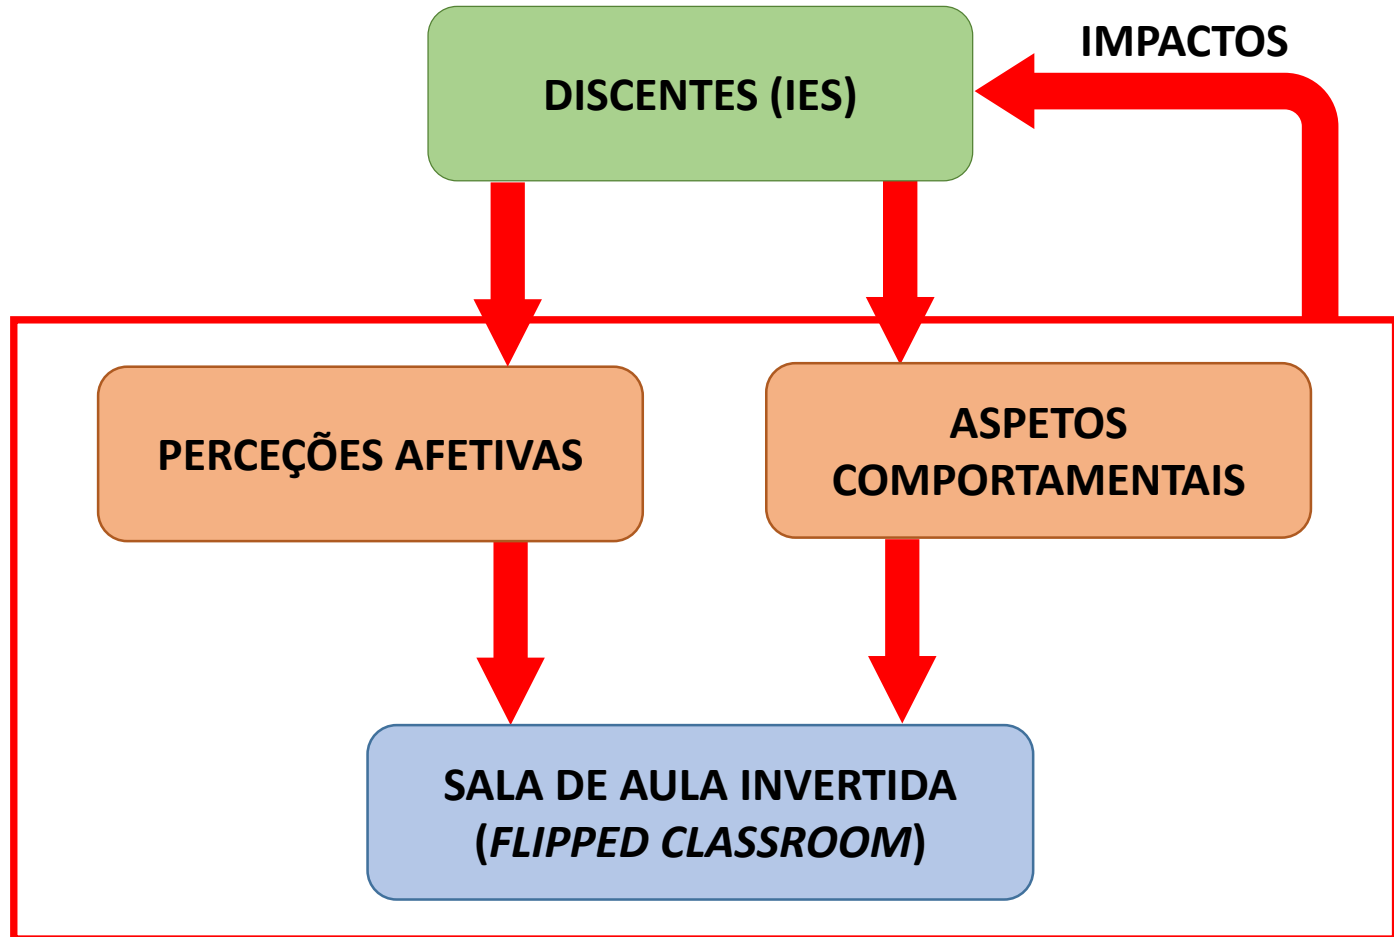 IMPACTOS
DISCENTES (IES)
PERCEÇÕES AFETIVAS
ASPETOS
COMPORTAMENTAIS
SALA DE AULA INVERTIDA
(FLIPPED CLASSROOM)